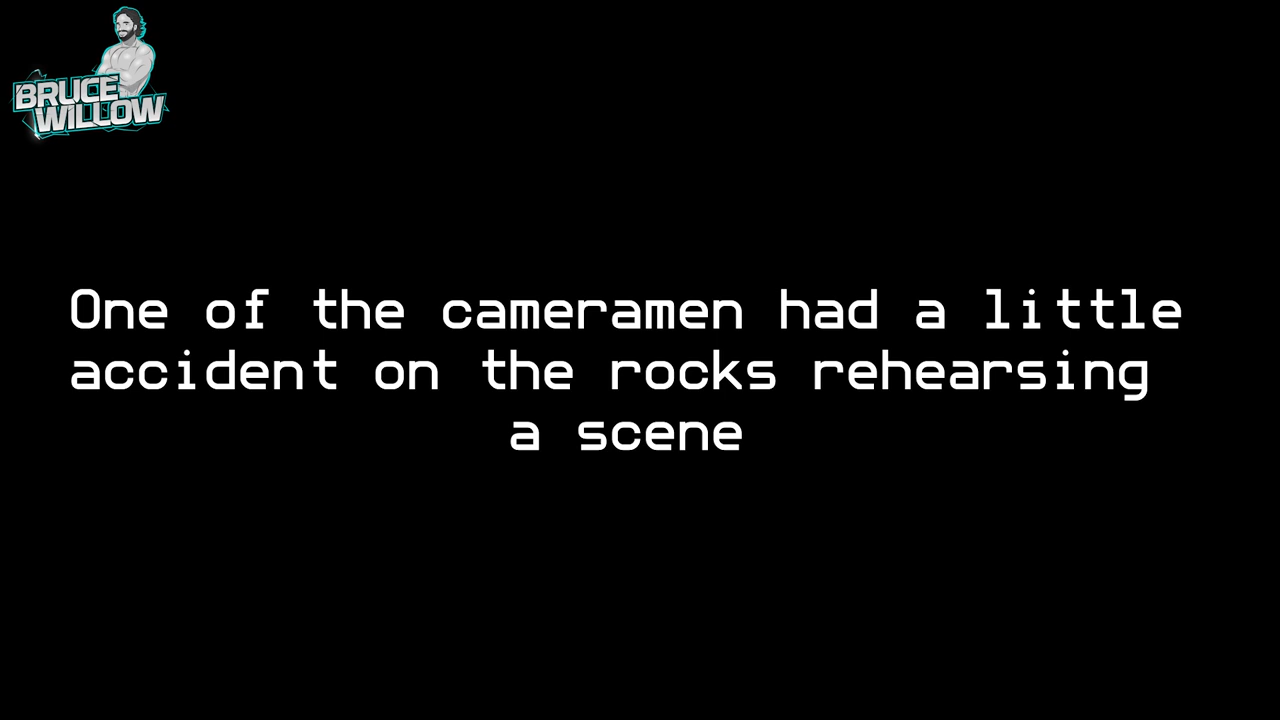 BRUCE
WILLOW
One of the cameramen had a little
accident on the rocks rehearsing
a scene